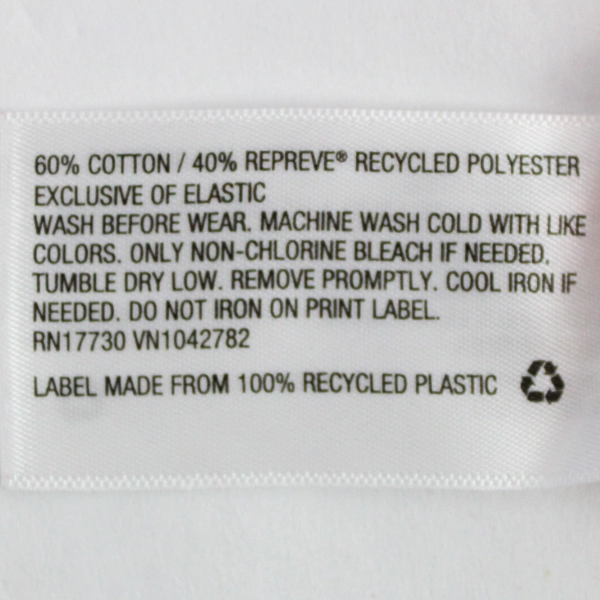 60% COTTON / 40% REPREVE® RECYCLED POLYESTER
EXCLUSIVE OF ELASTIC
WASH BEFORE WEAR. MACHINE WASH COLD WITH LIKE
COLORS. ONLY NON-CHLORINE BLEACH IF NEEDED.
TUMBLE DRY LOW. REMOVE PROMPTLY. COOL IRON IF
NEEDED. DO NOT IRON ON PRINT LABEL.
RN17730 VN1042782
LABEL MADE FROM 100% RECYCLED PLASTIC